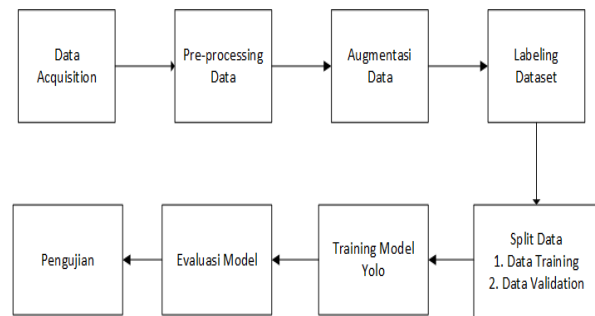 Data
Acquisition
Pre-processing
Data
Augmentasi
Data
Labeling
Dataset
Split Data
1. Data Training
2. Data Validation
Training Model
Yolo
Evaluasi Model
Pengujian